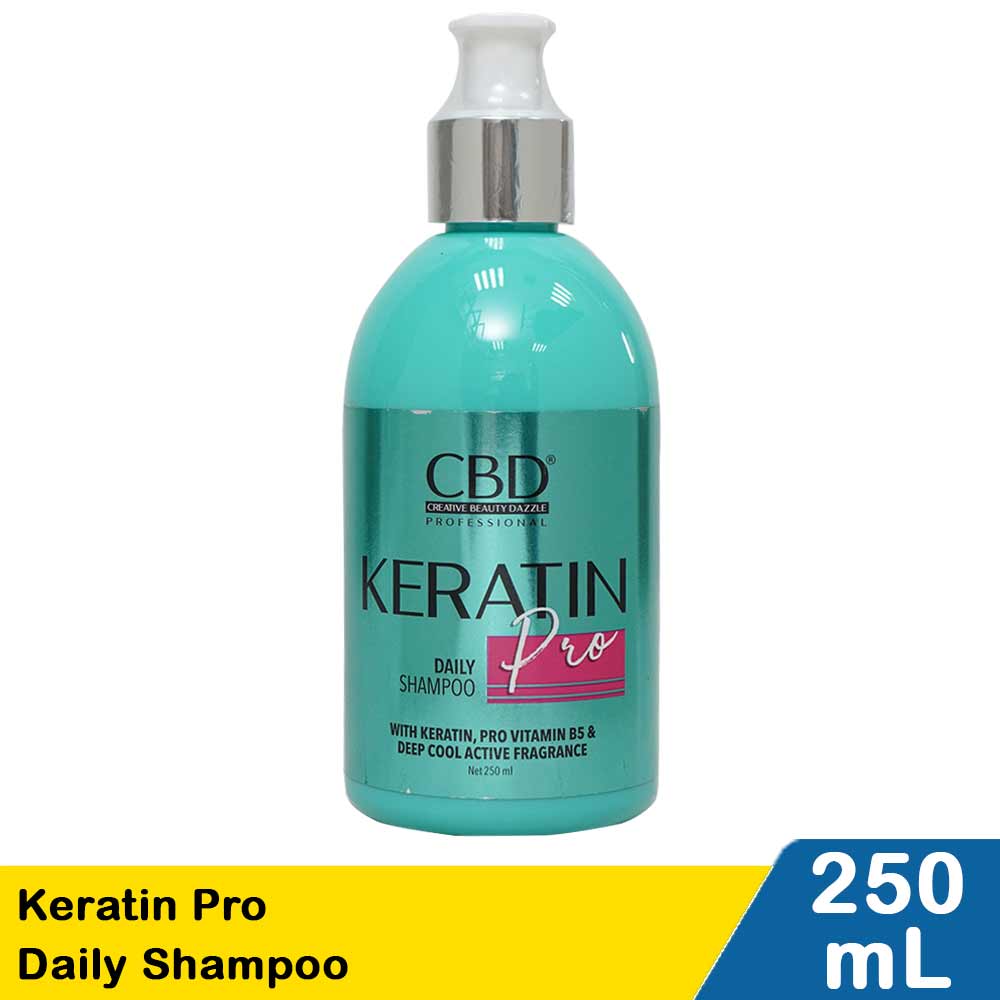 CBD®
CREATIVE BEAUTY DAZZLE
PROFESSIONAL
KERATIN
Pro
DAILY
SHAMPOO
WITH KERATIN, PRO VITAMIN B5 &
DEEP COOL ACTIVE FRAGRANCE
Net 250 ml
Keratin Pro
Daily Shampoo
250
mL